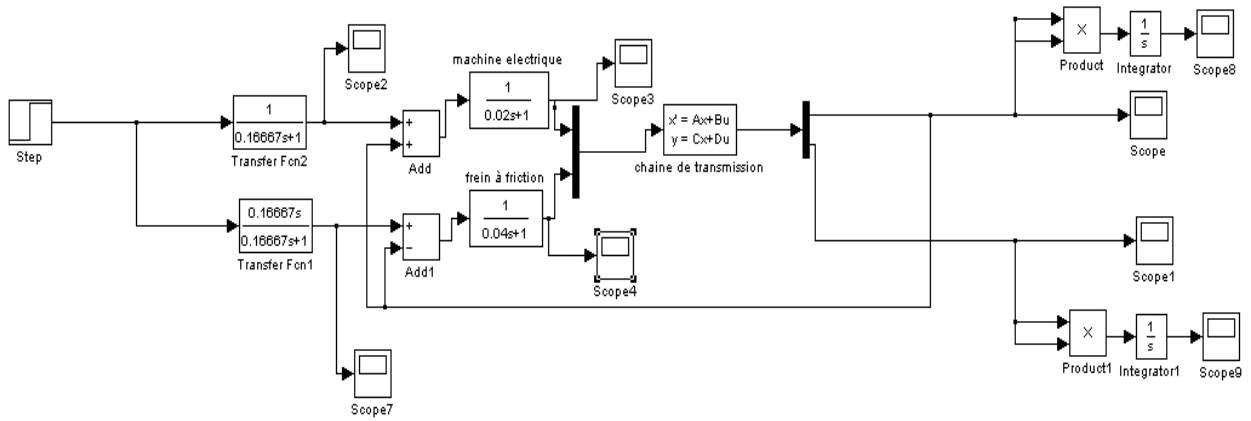 Step
1
0.16667s+1
Transfer Fcn2
0.16667s
0.16667s+1
Transfer Fcn1
Scope2
Scope7
+
+
Add
+
−
Add1
machine electrique
1
0.02s+1
frein à friction
1
0.04s+1
Scope3
Scope4
x' = Ax+Bu
y = Cx+Du
chaine de transmission
X
Product
1
s
Integrator
Scope8
Scope
Scope1
X
Product1
1
s
Integrator1
Scope9